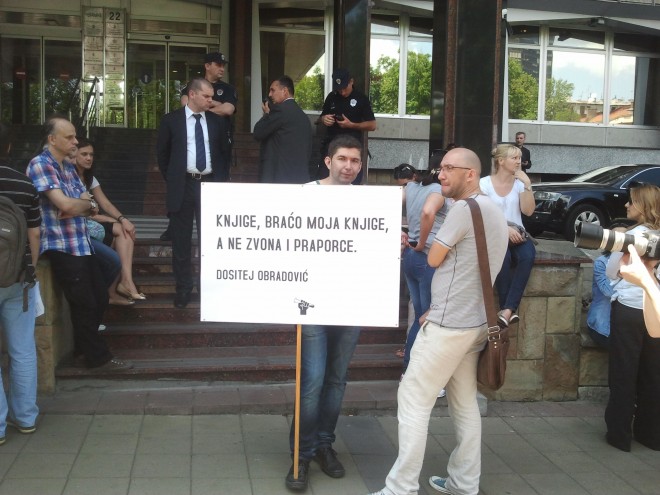 22
KNJIGE, BRAĆO MOJA KNJIGE,
A NE ZVONA I PRAPORCE.
DOSITEJ OBRADOVIĆ